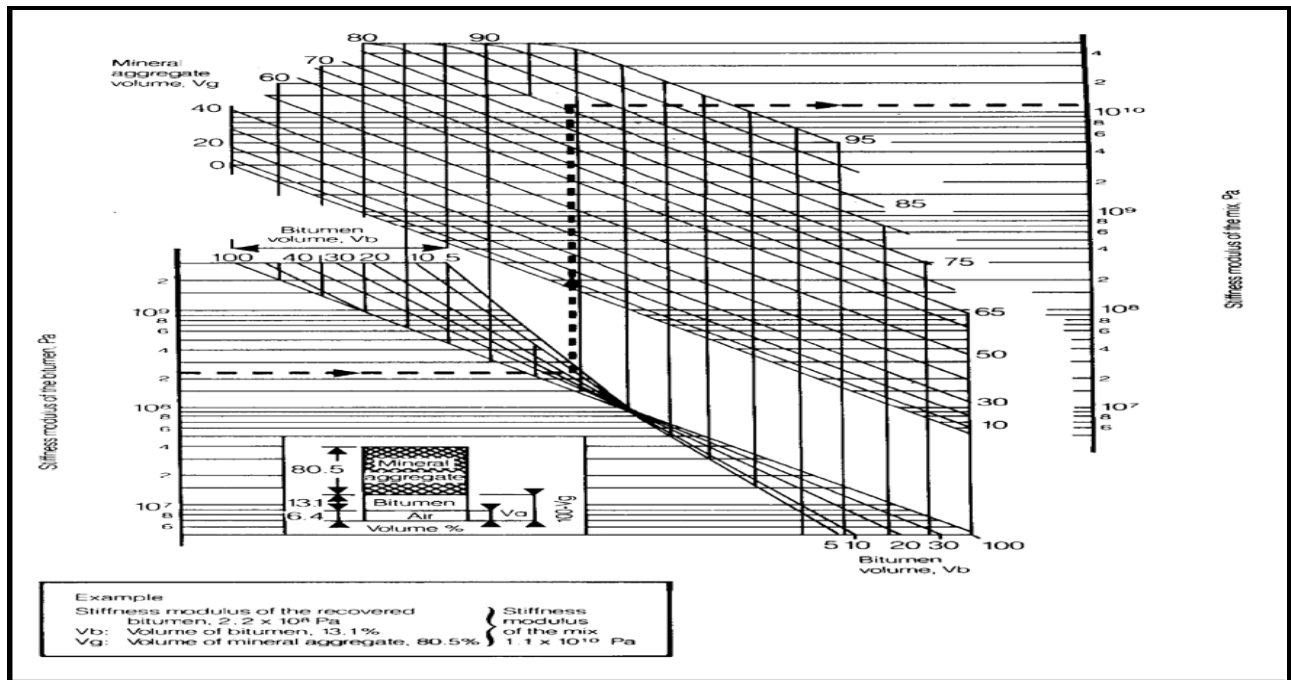 80 90
Mineral
aggregate
volume, Vg
70
60
40
20
0
95
85
75
65
50
30
10
4
2
10¹⁰
8
6
4
2
10⁹
8
6
4
2
10⁸
8
6
4
2
10⁷
8
6
Stiffness modulus of the mix Pa
Bitumen
volume, Vb
100 40 30 20 10 5
2
10⁹
8
6
4
2
10⁸
8
6
4
2
10⁷
8
6
Stiffness modulus of the bitumen, Pa
80.5
13.1
6.4
Mineral
aggregate
Bitumen
Air
Volume %
Va
100-Vg
5 10 20 30 100
Bitumen
volume, Vb
Example
Stiffness modulus of the recovered
bitumen, 2.2 x 10⁸ Pa
Vb: Volume of bitumen, 13.1%
Vg: Volume of mineral aggregate, 80.5%
Stiffness
modulus
of the mix
1.1 x 10¹⁰ Pa